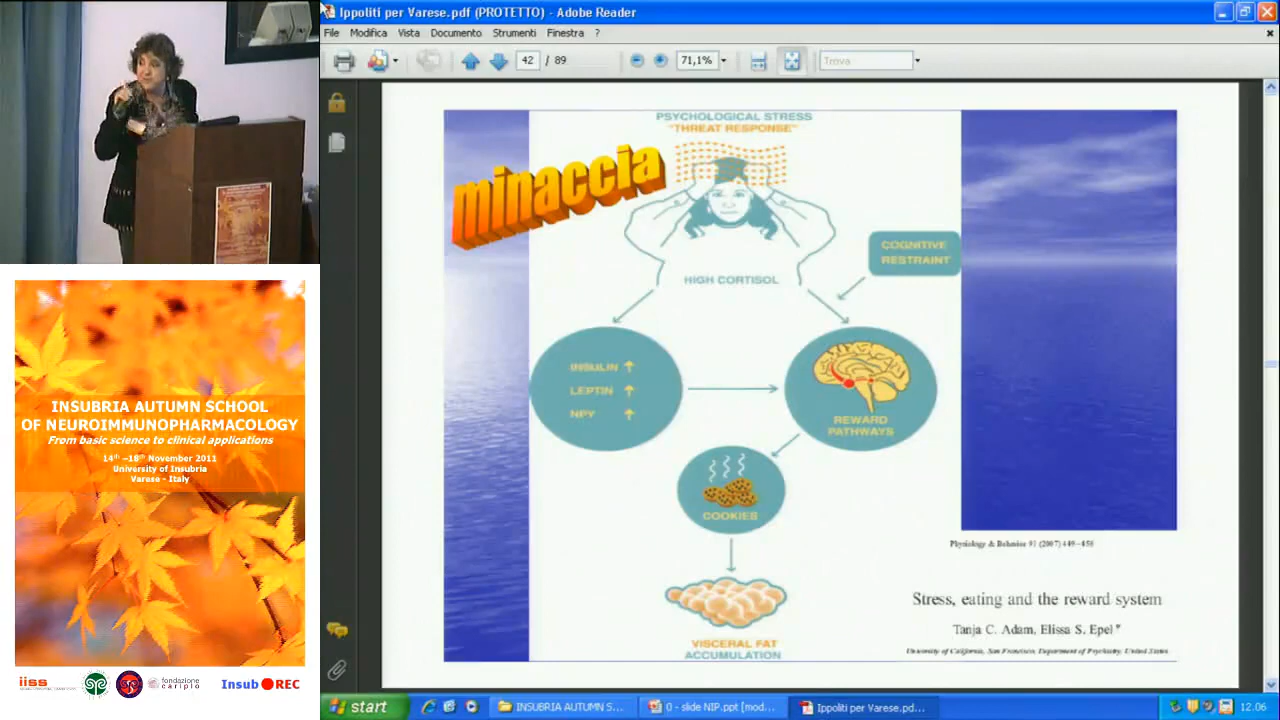 Ippoliti per Varese.pdf (PROTETTO) - Adobe Reader
File Modifica Vista Documento Strumenti Finestra ?
42 / 89 71,1% Trova
PSYCHOLOGICAL STRESS
"THREAT RESPONSE"
minaccia
COGNITIVE
RESTRAINT
HIGH CORTISOL
INSULIN ↑
LEPTIN ↑
NPY ↑
REWARD
PATHWAYS
COOKIES
VISCERAL FAT
ACCUMULATION
Physiology & Behavior 91 (2007) 449–458
Stress, eating and the reward system
Tanja C. Adam, Elissa S. Epel *
University of California, San Francisco, Department of Psychiatry, United States
INSUBRIA AUTUMN SCHOOL
OF NEUROIMMUNOPHARMACOLOGY
From basic science to clinical applications
14th –18th November 2011
University of Insubria
Varese - Italy
iiss
fondazione
cariplo
Insub REC
start
INSUBRIA AUTUMN S...
0 - slide NIP.ppt [mod...
Ippoliti per Varese.pd...
12.06